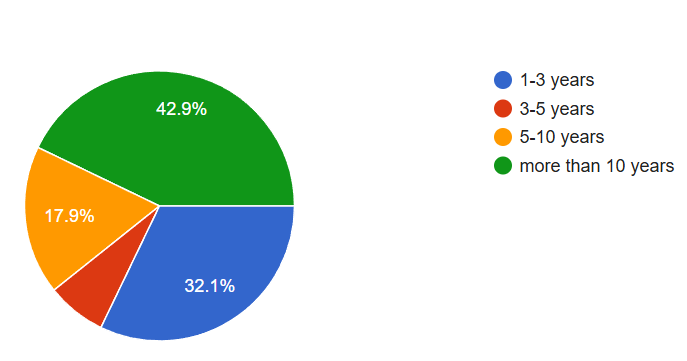 42.9%
17.9%
32.1%
1-3 years
3-5 years
5-10 years
more than 10 years